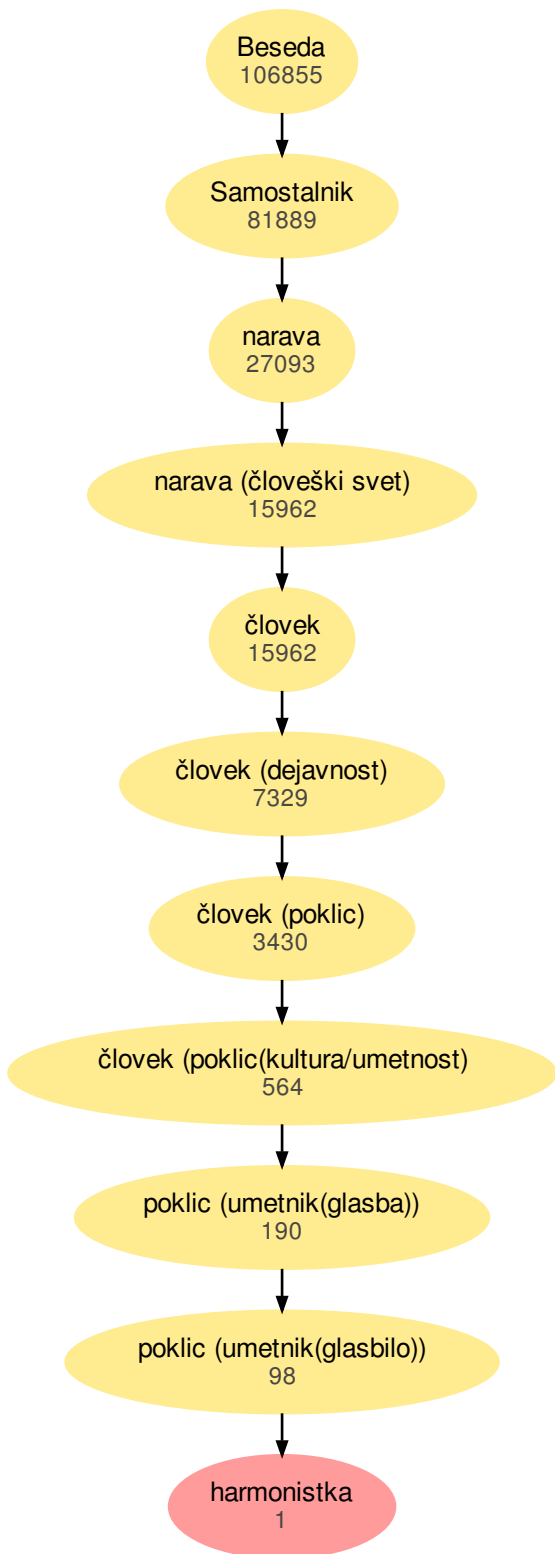 Beseda
106855
Samostalnik
81889
narava
27093
narava (človeški svet)
15962
človek
15962
človek (dejavnost)
7329
človek (poklic)
3430
človek (poklic(kultura/umetnost)
564
poklic (umetnik(glasba))
190
poklic (umetnik(glasbilo))
98
harmonistka
1